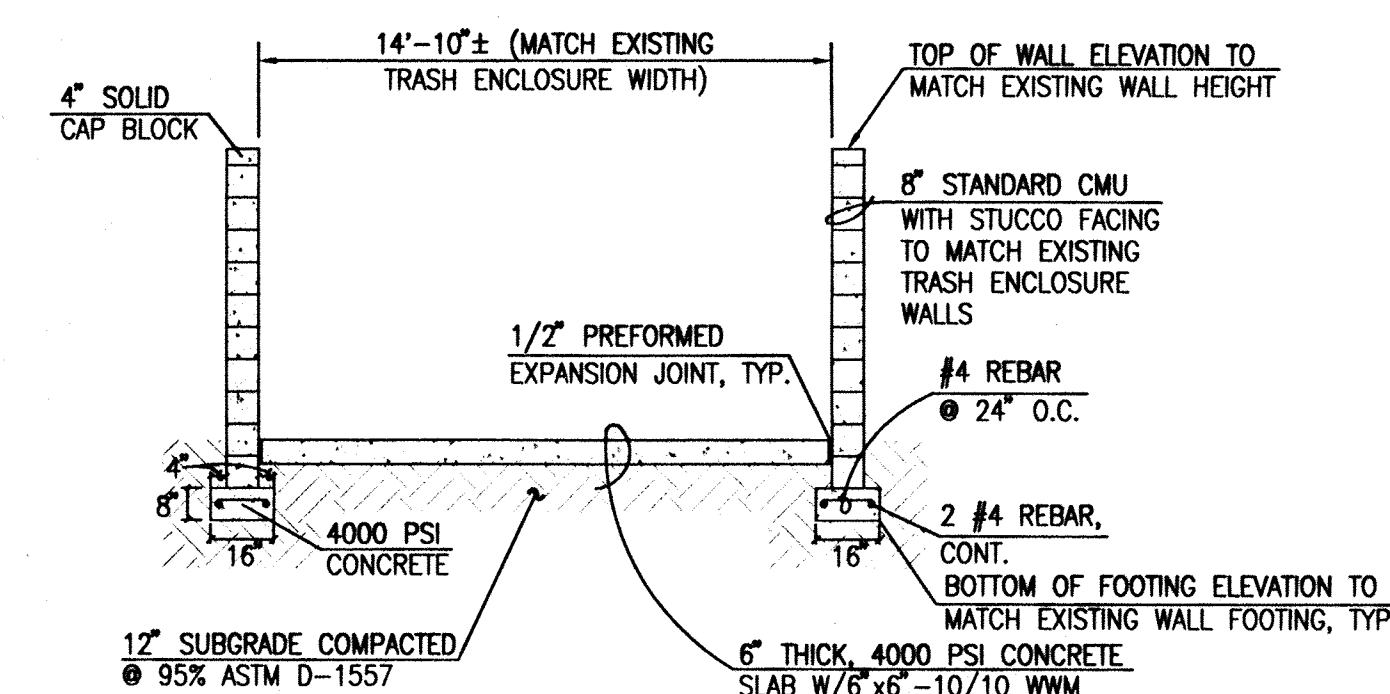 14'-10"± (MATCH EXISTING
TRASH ENCLOSURE WIDTH)
TOP OF WALL ELEVATION TO
MATCH EXISTING WALL HEIGHT
4" SOLID
CAP BLOCK
8" STANDARD CMU
WITH STUCCO FACING
TO MATCH EXISTING
TRASH ENCLOSURE
WALLS
1/2" PREFORMED
EXPANSION JOINT, TYP.
#4 REBAR
@ 24" O.C.
4"
8"
16"
4000 PSI
CONCRETE
16"
2 #4 REBAR,
CONT.
BOTTOM OF FOOTING ELEVATION TO
MATCH EXISTING WALL FOOTING, TYP
12" SUBGRADE COMPACTED
@ 95% ASTM D-1557
6" THICK, 4000 PSI CONCRETE
SLAB W/6"x6"-10/10 WWM